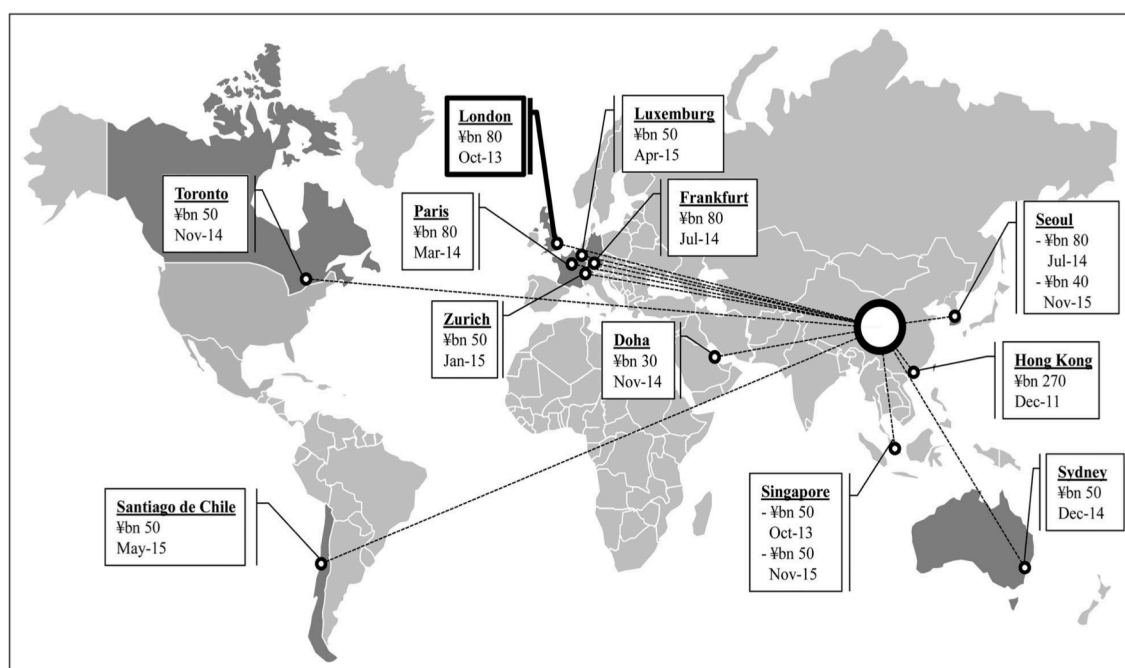 London
¥bn 80
Oct-13
Luxemburg
¥bn 50
Apr-15
Toronto
¥bn 50
Nov-14
Paris
¥bn 80
Mar-14
Frankfurt
¥bn 80
Jul-14
Seoul
- ¥bn 80
Jul-14
- ¥bn 40
Nov-15
Zurich
¥bn 50
Jan-15
Doha
¥bn 30
Nov-14
Hong Kong
¥bn 270
Dec-11
Santiago de Chile
¥bn 50
May-15
Singapore
- ¥bn 50
Oct-13
- ¥bn 50
Nov-15
Sydney
¥bn 50
Dec-14